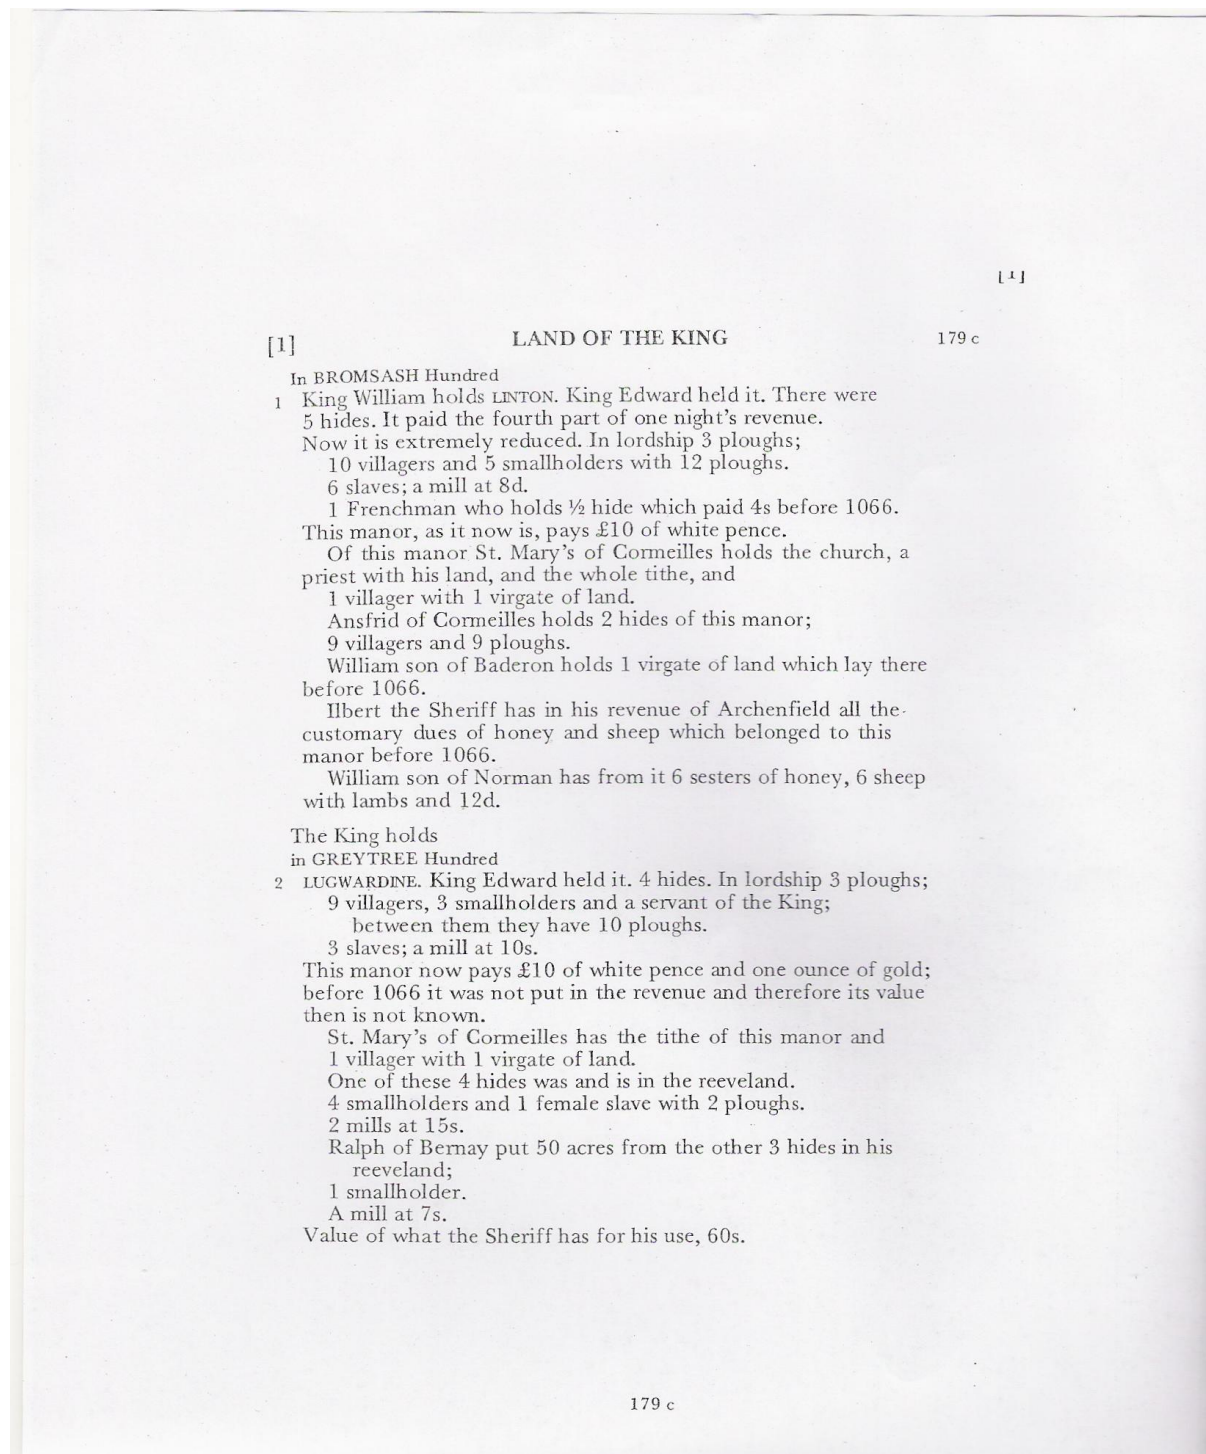 [1]
[1] LAND OF THE KING 179 c
In BROMSASH Hundred
1 King William holds LINTON. King Edward held it. There were
5 hides. It paid the fourth part of one night's revenue.
Now it is extremely reduced. In lordship 3 ploughs;
10 villagers and 5 smallholders with 12 ploughs.
6 slaves; a mill at 8d.
1 Frenchman who holds ½ hide which paid 4s before 1066.
This manor, as it now is, pays £10 of white pence.
Of this manor St. Mary's of Cormeilles holds the church, a
priest with his land, and the whole tithe, and
1 villager with 1 virgate of land.
Ansfrid of Cormeilles holds 2 hides of this manor;
9 villagers and 9 ploughs.
William son of Baderon holds 1 virgate of land which lay there
before 1066.
Ilbert the Sheriff has in his revenue of Archenfield all the
customary dues of honey and sheep which belonged to this
manor before 1066.
William son of Norman has from it 6 sesters of honey, 6 sheep
with lambs and 12d.
The King holds
in GREYTREE Hundred
2 LUGWARDINE. King Edward held it. 4 hides. In lordship 3 ploughs;
9 villagers, 3 smallholders and a servant of the King;
between them they have 10 ploughs.
3 slaves; a mill at 10s.
This manor now pays £10 of white pence and one ounce of gold;
before 1066 it was not put in the revenue and therefore its value
then is not known.
St. Mary's of Cormeilles has the tithe of this manor and
1 villager with 1 virgate of land.
One of these 4 hides was and is in the reeveland.
4 smallholders and 1 female slave with 2 ploughs.
2 mills at 15s.
Ralph of Bernay put 50 acres from the other 3 hides in his
reeveland;
1 smallholder.
A mill at 7s.
Value of what the Sheriff has for his use, 60s.
179 c